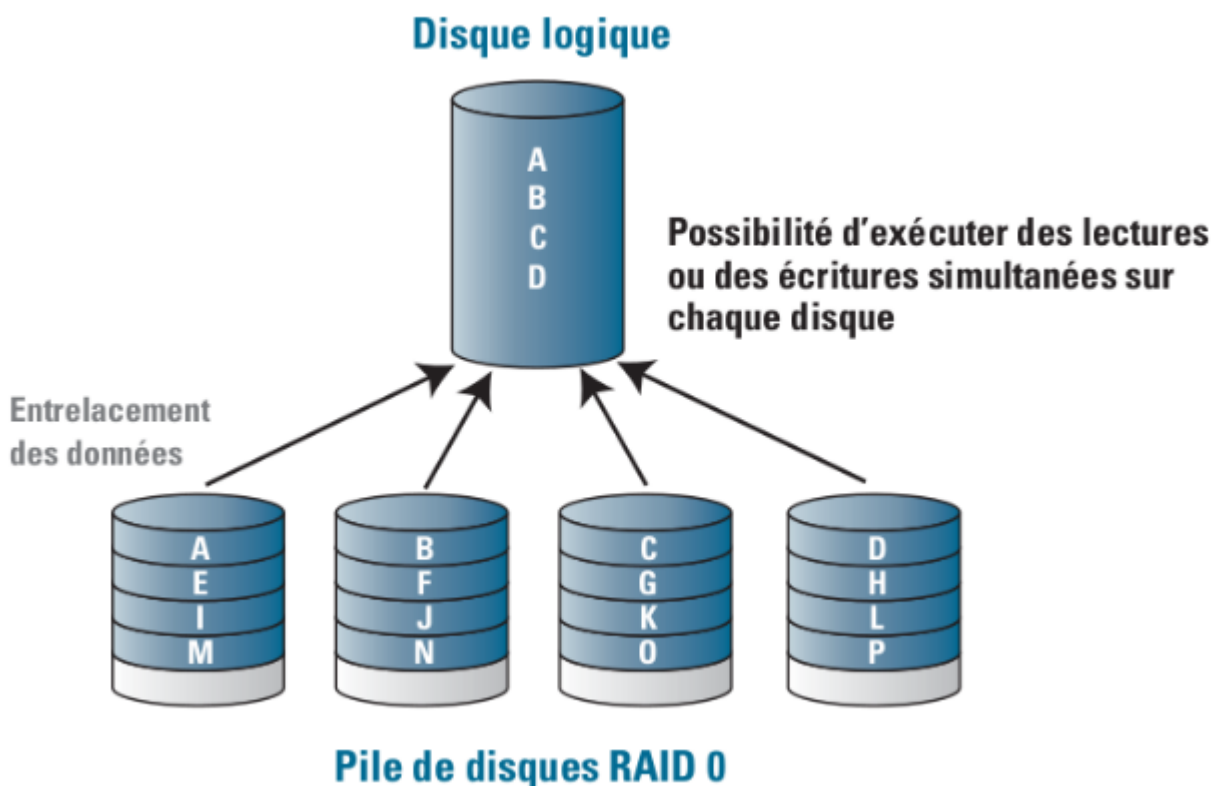 Disque logique
A
B
C
D
Possibilité d'exécuter des lectures
ou des écritures simultanées sur
chaque disque
Entrelacement
des données
A
E
I
M
B
F
J
N
C
G
K
O
D
H
L
P
Pile de disques RAID 0